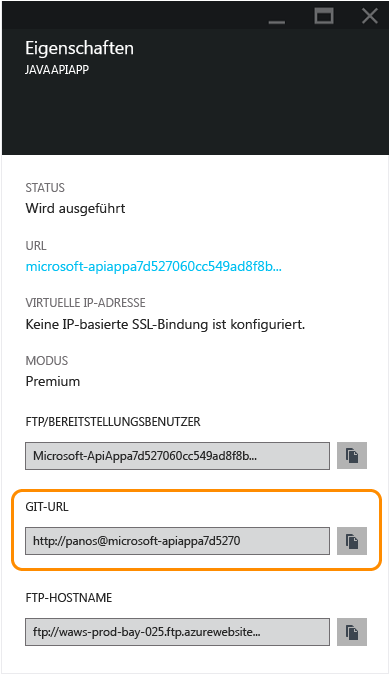 Eigenschaften
JAVAAPIAPP
STATUS
Wird ausgeführt
URL
microsoft-apiappa7d527060cc549ad8f8b...
VIRTUELLE IP-ADRESSE
Keine IP-basierte SSL-Bindung ist konfiguriert.
MODUS
Premium
FTP/BEREITSTELLUNGSBENUTZER
Microsoft-ApiAppa7d527060cc549ad8f8b...
GIT-URL
http://panos@microsoft-apiappa7d5270
FTP-HOSTNAME
ftp://waws-prod-bay-025.ftp.azurewebsite...